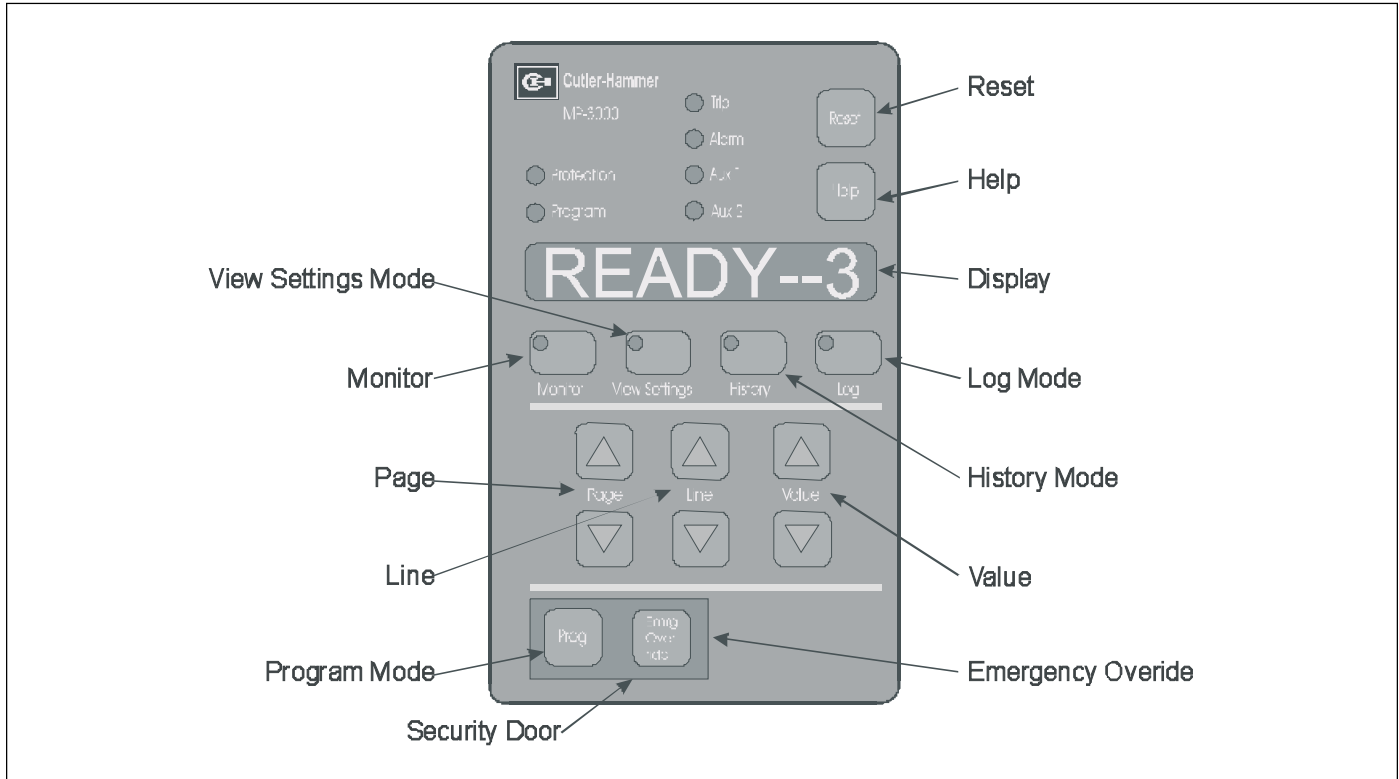 Cutler-Hammer
MP-3000
Trip
Alarm
Aux 1
Aux 2
Protection
Program
Reset
Help
READY--3
Monitor
View Settings
History
Log
Page
Line
Value
Prog
Emrg
Over
ride
Reset
Help
Display
View Settings Mode
Monitor
Log Mode
Page
History Mode
Line
Value
Program Mode
Emergency Overide
Security Door